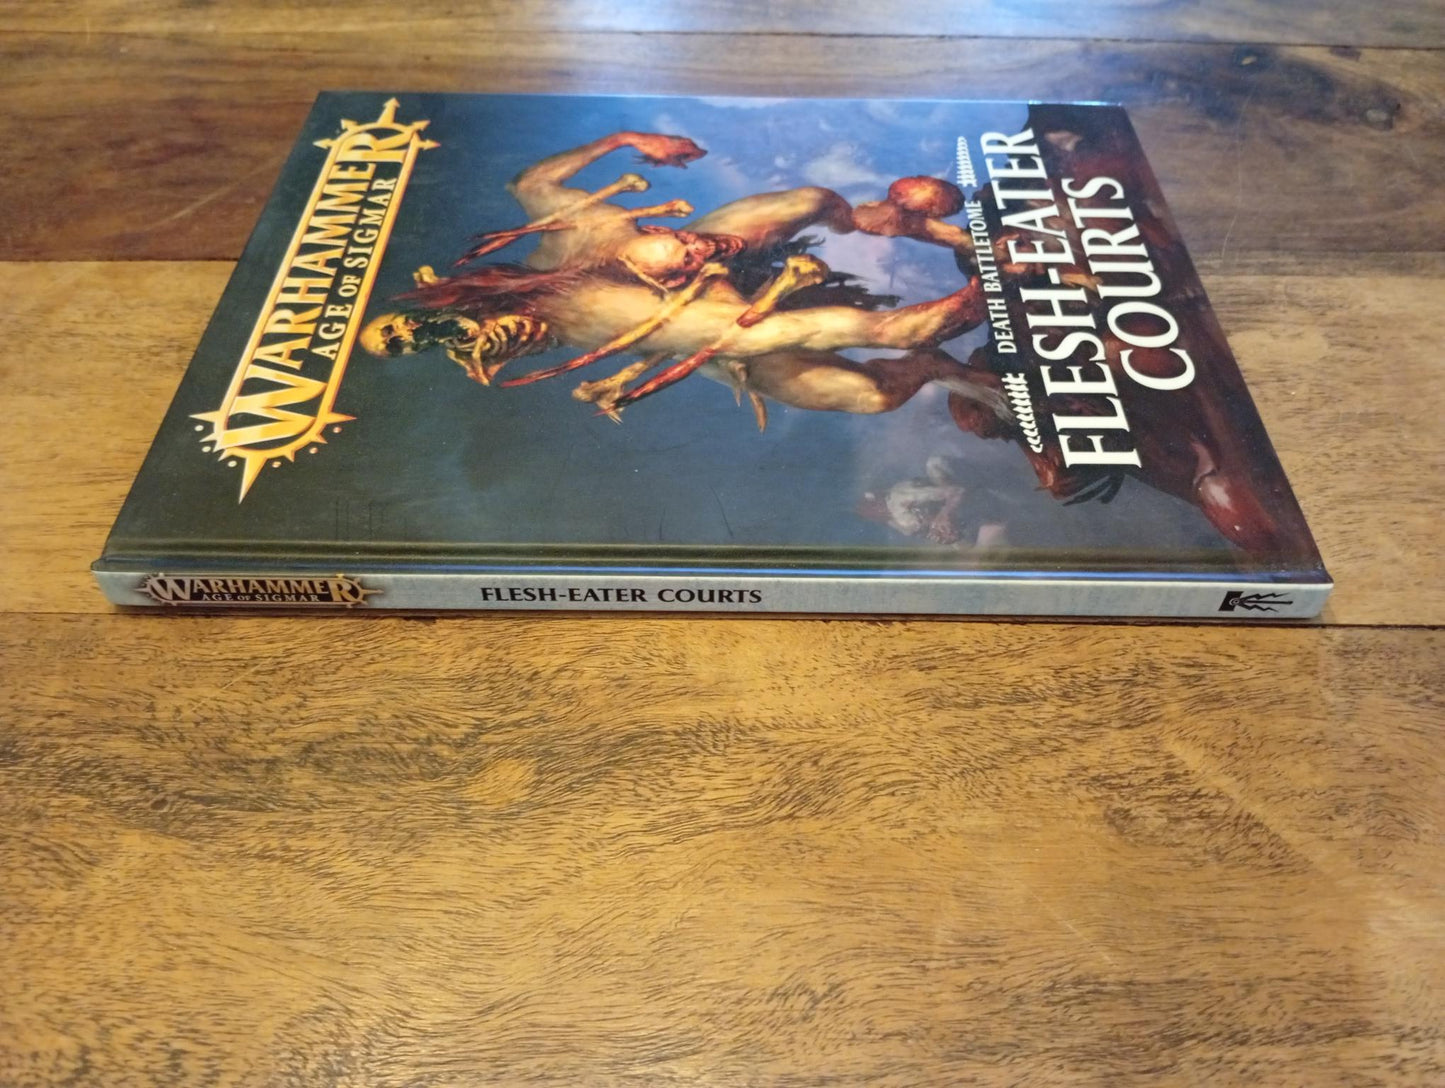 WARHAMMER
AGE OF SIGMAR
DEATH BATTLETOME
FLESH-EATER
COURTS
WARHAMMER
AGE OF SIGMAR
FLESH-EATER COURTS